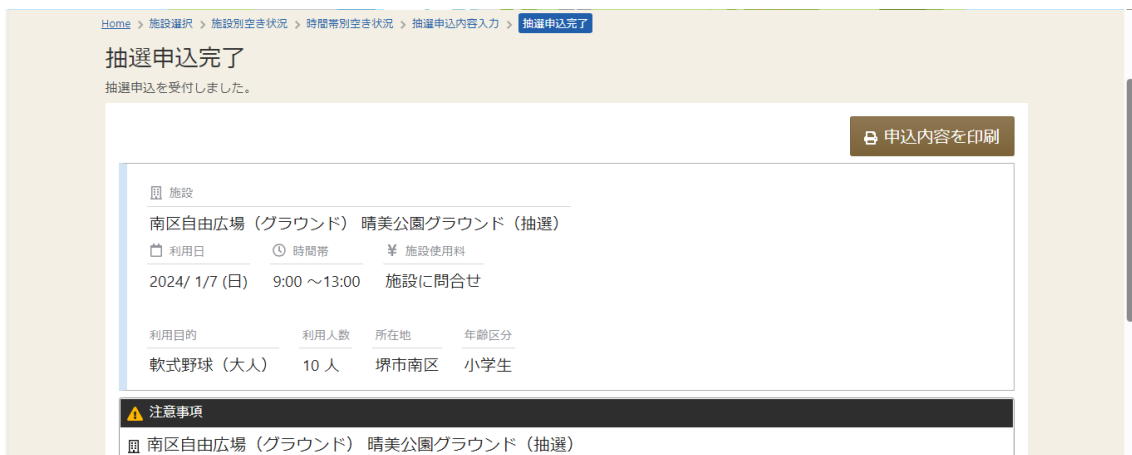 Home > 施設選択 > 施設別空き状況 > 時間帯別空き状況 > 抽選申込内容入力 > 抽選申込完了
抽選申込完了
抽選申込を受付しました。
申込内容を印刷
施設
南区自由広場（グラウンド） 晴美公園グラウンド（抽選）
利用日 時間帯 ¥ 施設使用料
2024/ 1/7 (日) 9:00 ～13:00 施設に問合せ
利用目的 利用人数 所在地 年齢区分
軟式野球（大人） 10 人 堺市南区 小学生
注意事項
南区自由広場（グラウンド） 晴美公園グラウンド（抽選）